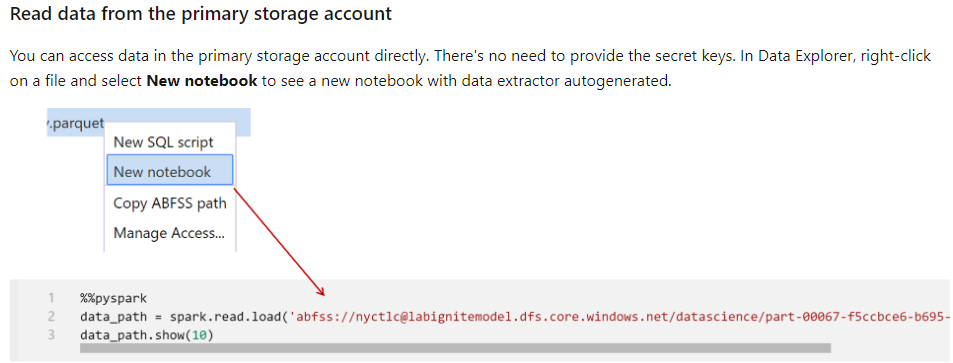 Read data from the primary storage account
You can access data in the primary storage account directly. There's no need to provide the secret keys. In Data Explorer, right-click
on a file and select New notebook to see a new notebook with data extractor autogenerated.
.parquet
New SQL script
New notebook
Copy ABFSS path
Manage Access...
1 %%pyspark
2 data_path = spark.read.load('abfss://nyctlc@labignitemodel.dfs.core.windows.net/datascience/part-00067-f5ccbce6-b695-
3 data_path.show(10)